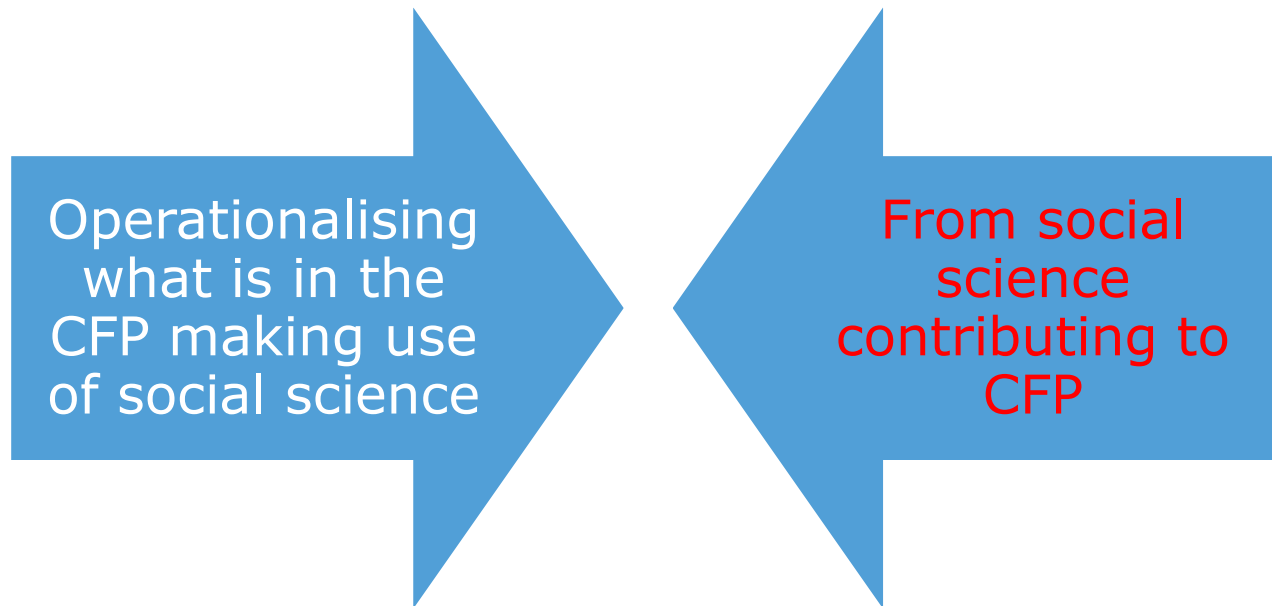 Operationalising
what is in the
CFP making use
of social science
From social
science
contributing to
CFP